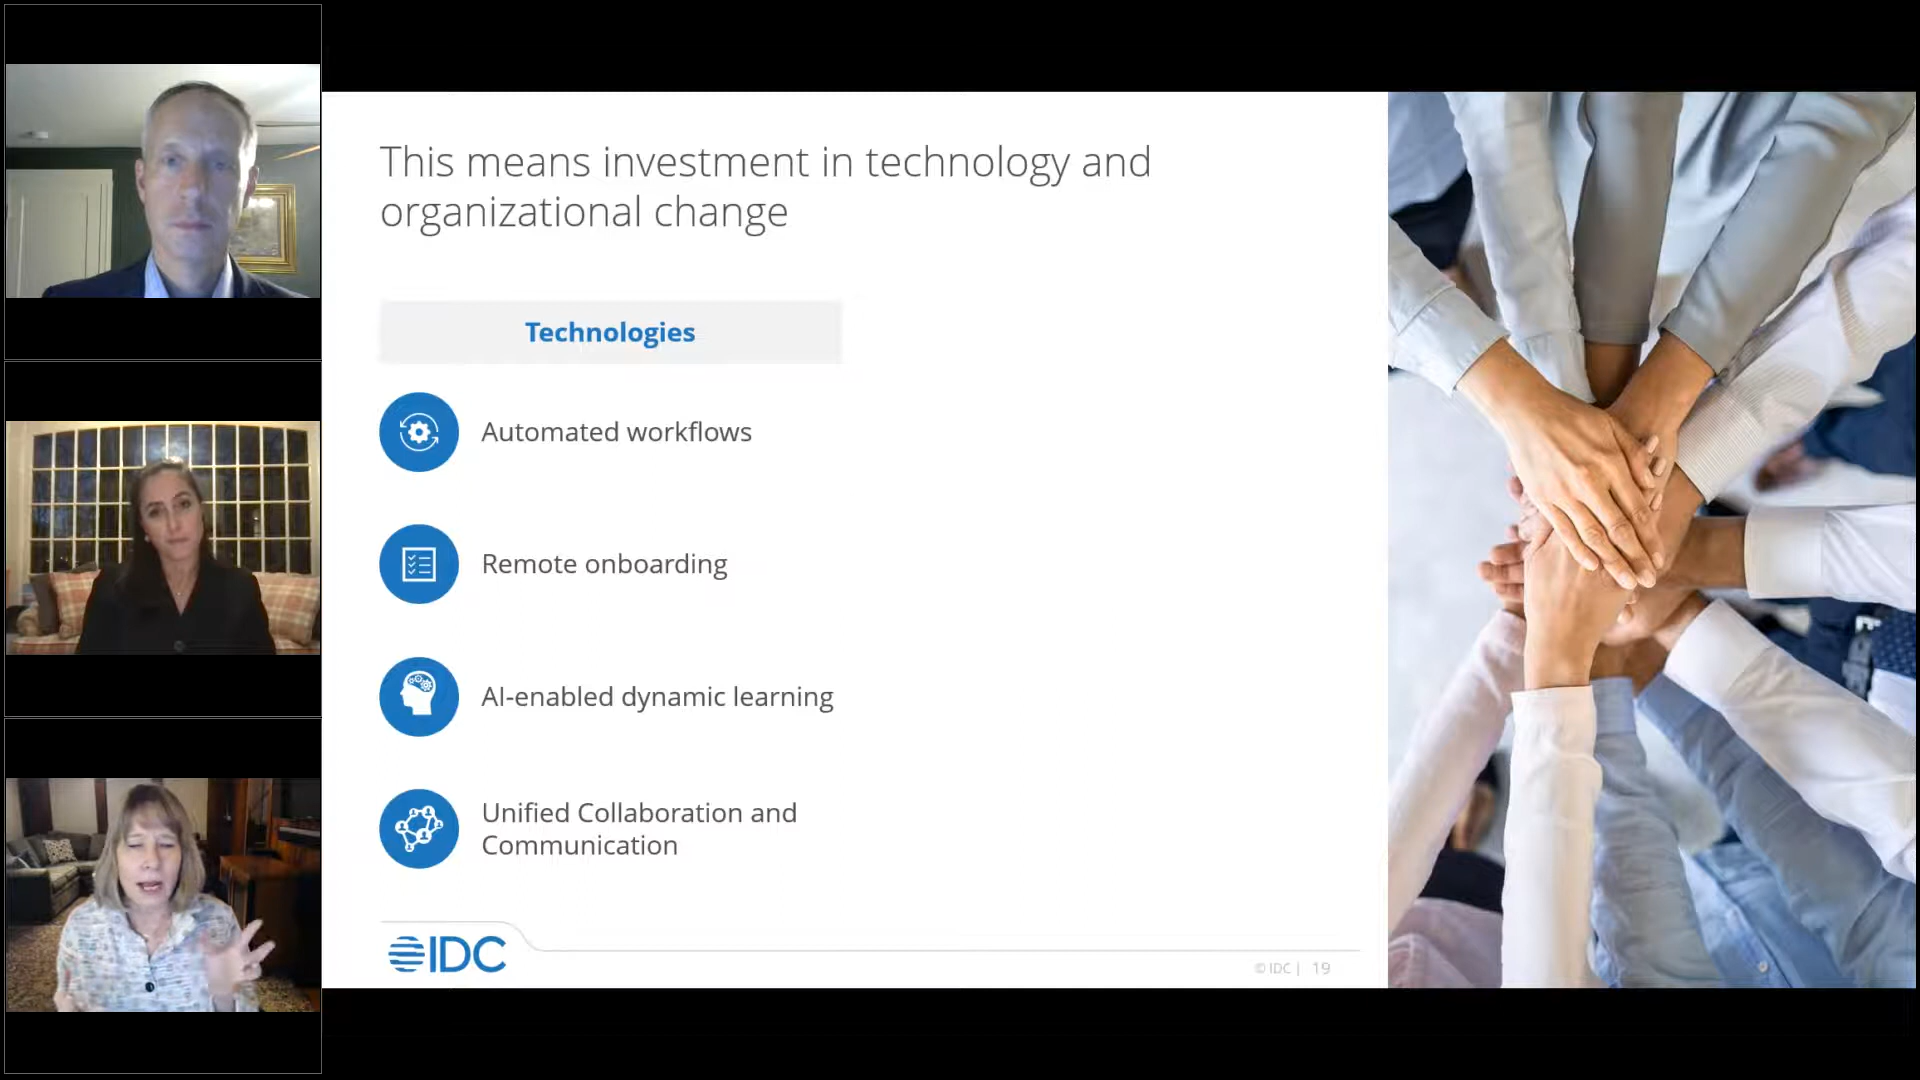 This means investment in technology and
organizational change
Technologies
Automated workflows
Remote onboarding
AI-enabled dynamic learning
Unified Collaboration and
Communication
IDC
© IDC | 19